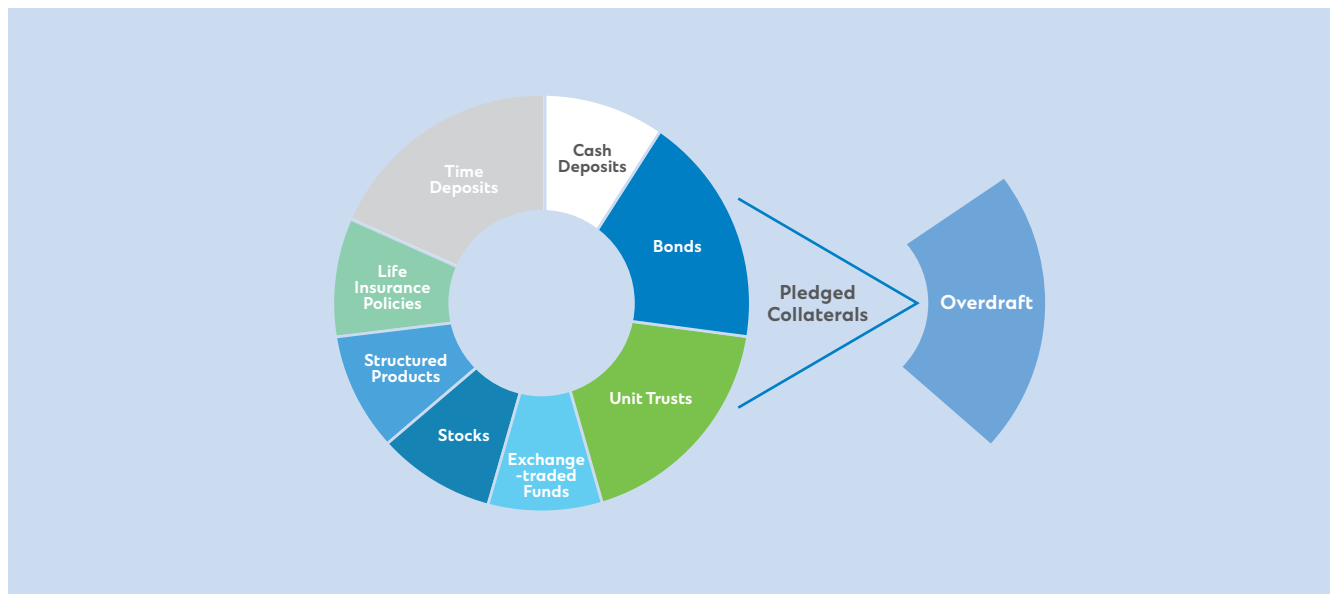 Cash
Deposits
Time
Deposits
Bonds
Life
Insurance
Policies
Pledged
Collaterals
Overdraft
Structured
Products
Unit Trusts
Stocks
Exchange
-traded
Funds